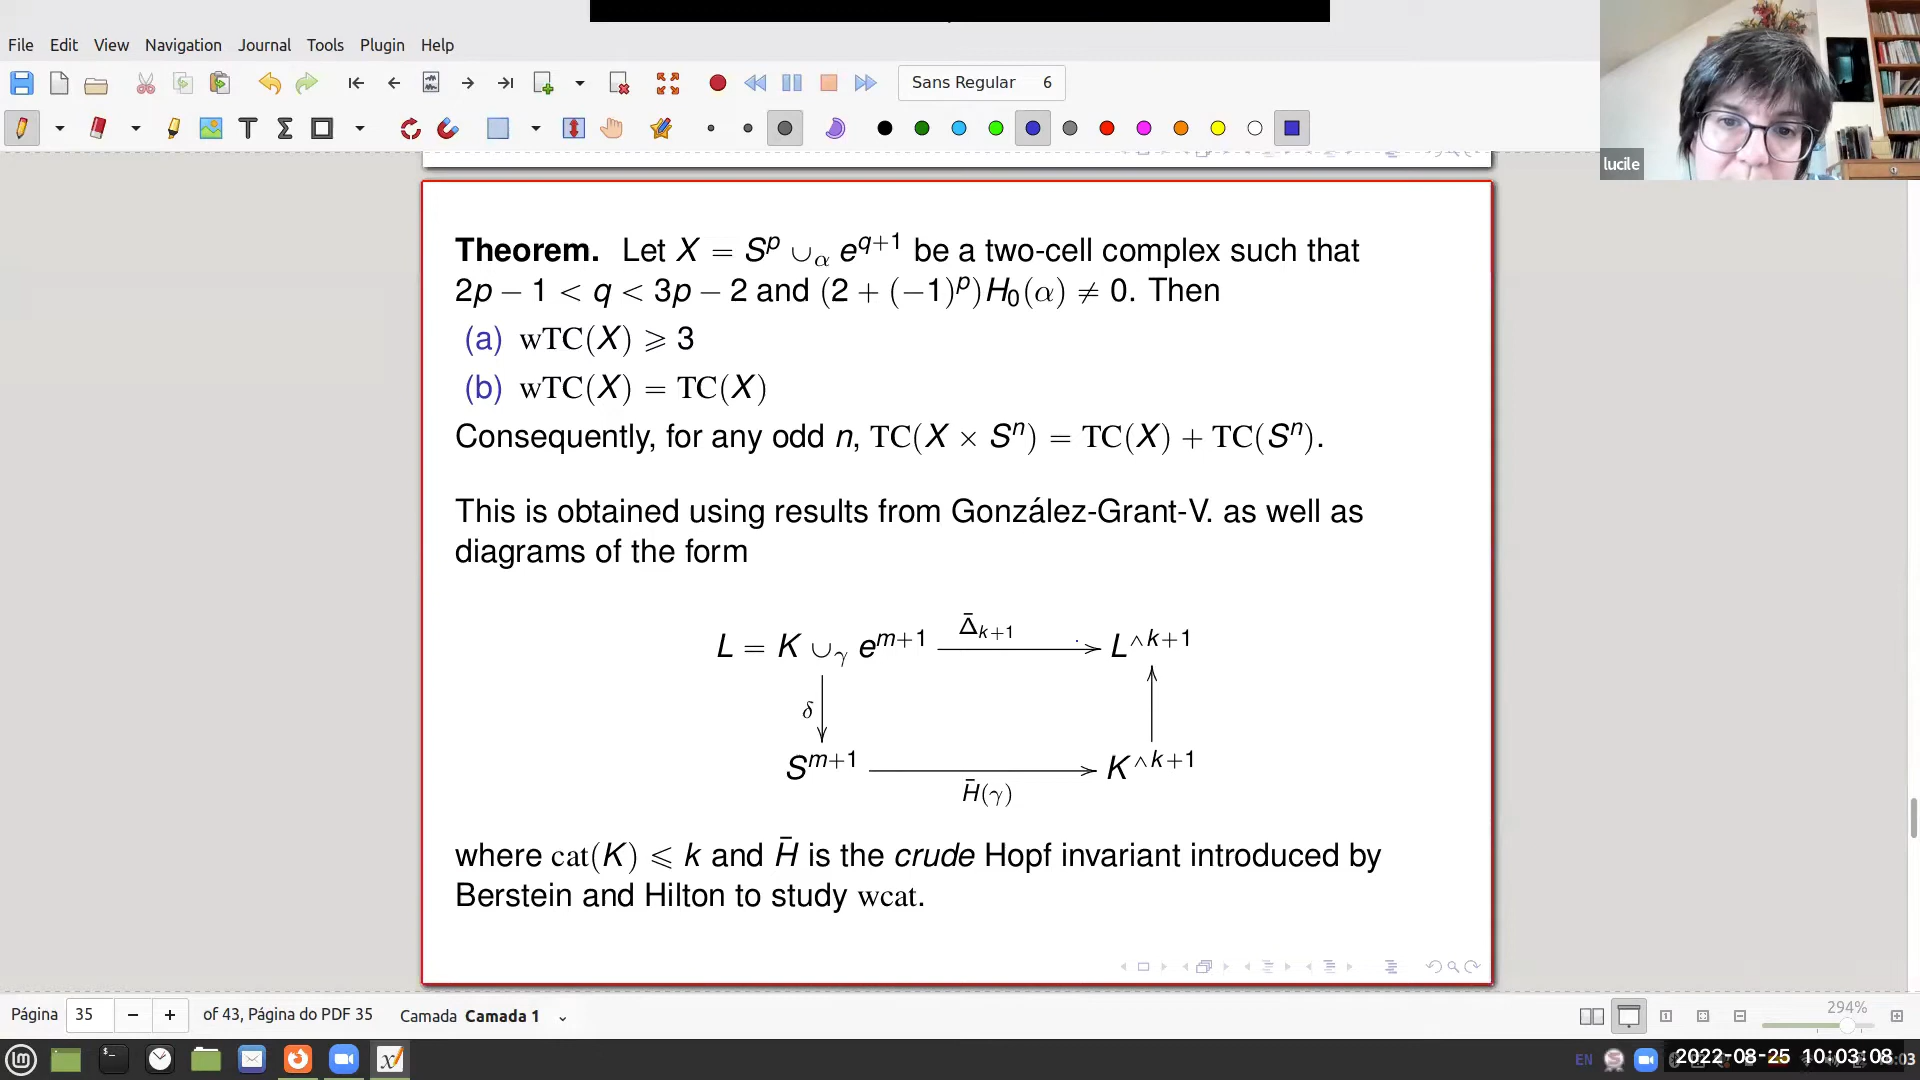 File Edit View Navigation Journal Tools Plugin Help
Sans Regular 6
lucile
Theorem. Let X = S^p ∪_α e^{q+1} be a two-cell complex such that
2p − 1 < q < 3p − 2 and (2 + (−1)^p)H_0(α) ≠ 0. Then
(a) wTC(X) ⩾ 3
(b) wTC(X) = TC(X)
Consequently, for any odd n, TC(X × S^n) = TC(X) + TC(S^n).
This is obtained using results from González-Grant-V. as well as
diagrams of the form
L = K ∪_γ e^{m+1} Δ̄_{k+1} L^{∧k+1}
δ
S^{m+1} H̄(γ) K^{∧k+1}
where cat(K) ⩽ k and H̄ is the crude Hopf invariant introduced by
Berstein and Hilton to study wcat.
Página 35 of 43, Página do PDF 35 Camada Camada 1 294%
EN 2022-08-25 10:03:08